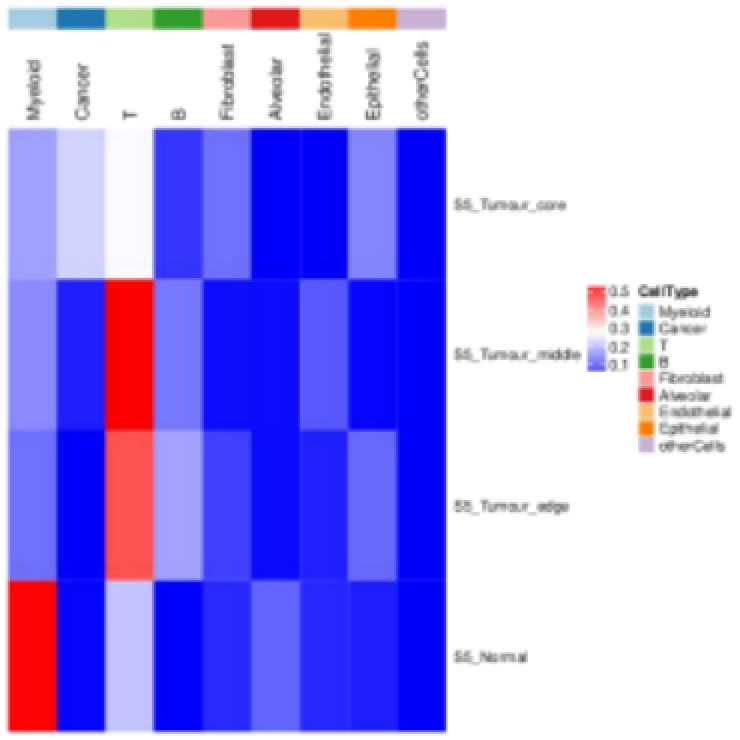 Myeloid
Cancer
T
B
Fibroblast
Alveolar
Endothelial
Epithelial
otherCells
S5_Tumour_core
S5_Tumour_middle
S5_Tumour_edge
S5_Normal
0.5
0.4
0.3
0.2
0.1
CellType
Myeloid
Cancer
T
B
Fibroblast
Alveolar
Endothelial
Epithelial
otherCells